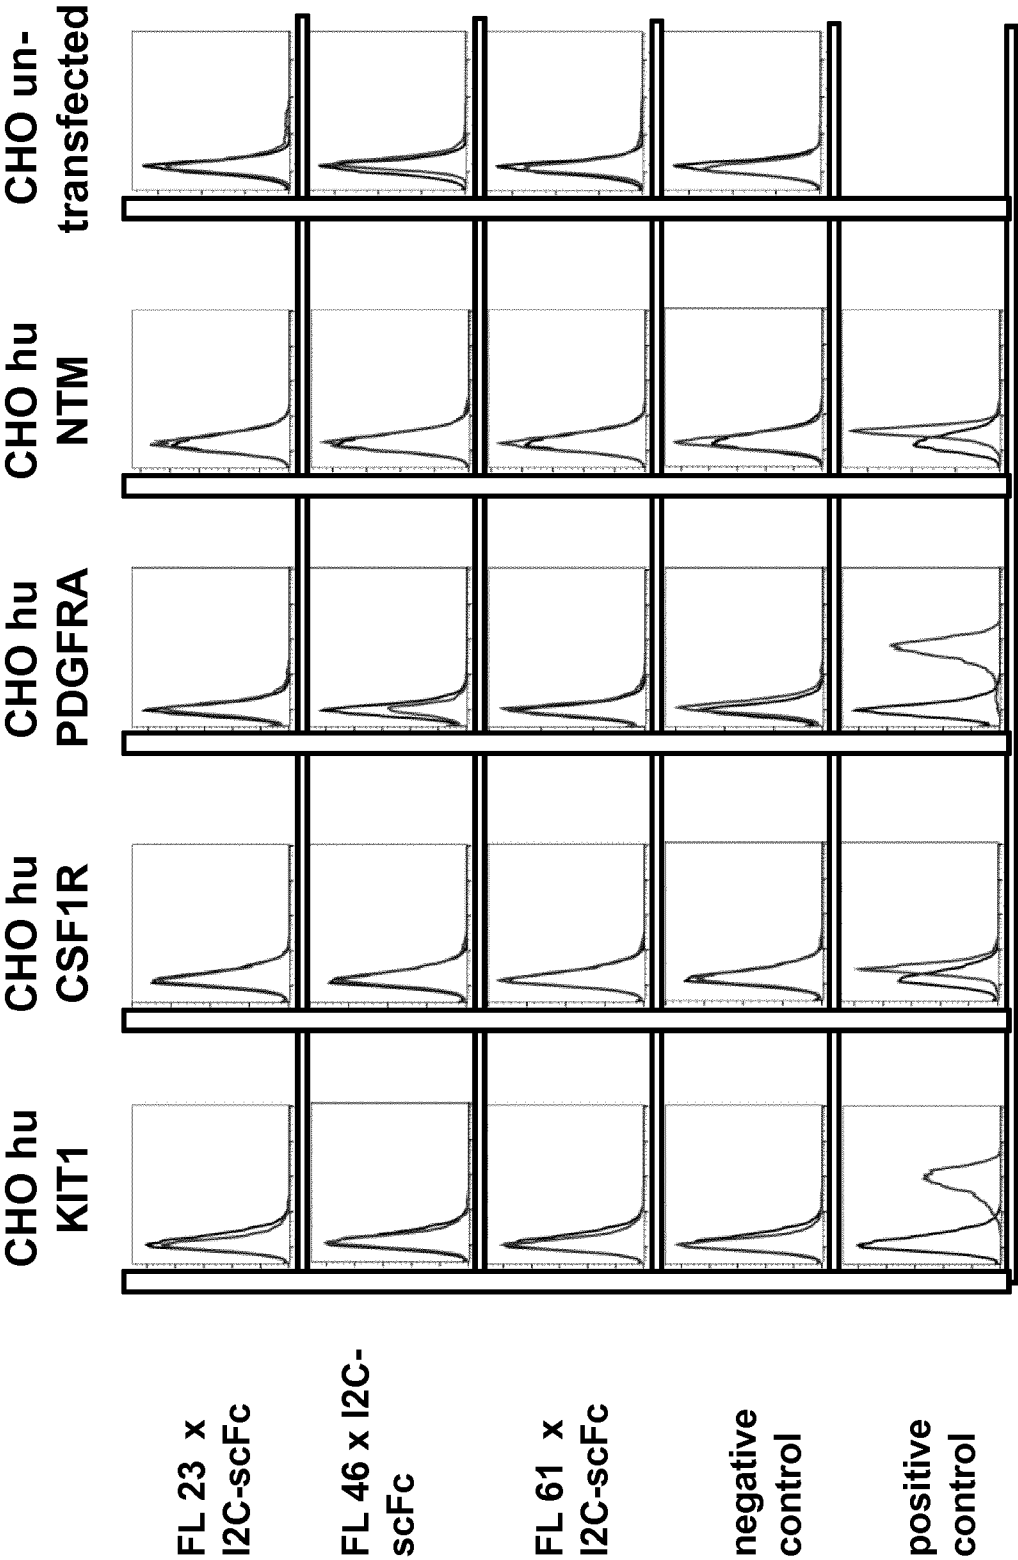 CHO hu
KIT1
CHO hu
CSF1R
CHO hu
PDGFRA
CHO hu
NTM
CHO un-
transfected
FL 23 x
I2C-scFc
FL 46 x I2C-
scFc
FL 61 x
I2C-scFc
negative
control
positive
control